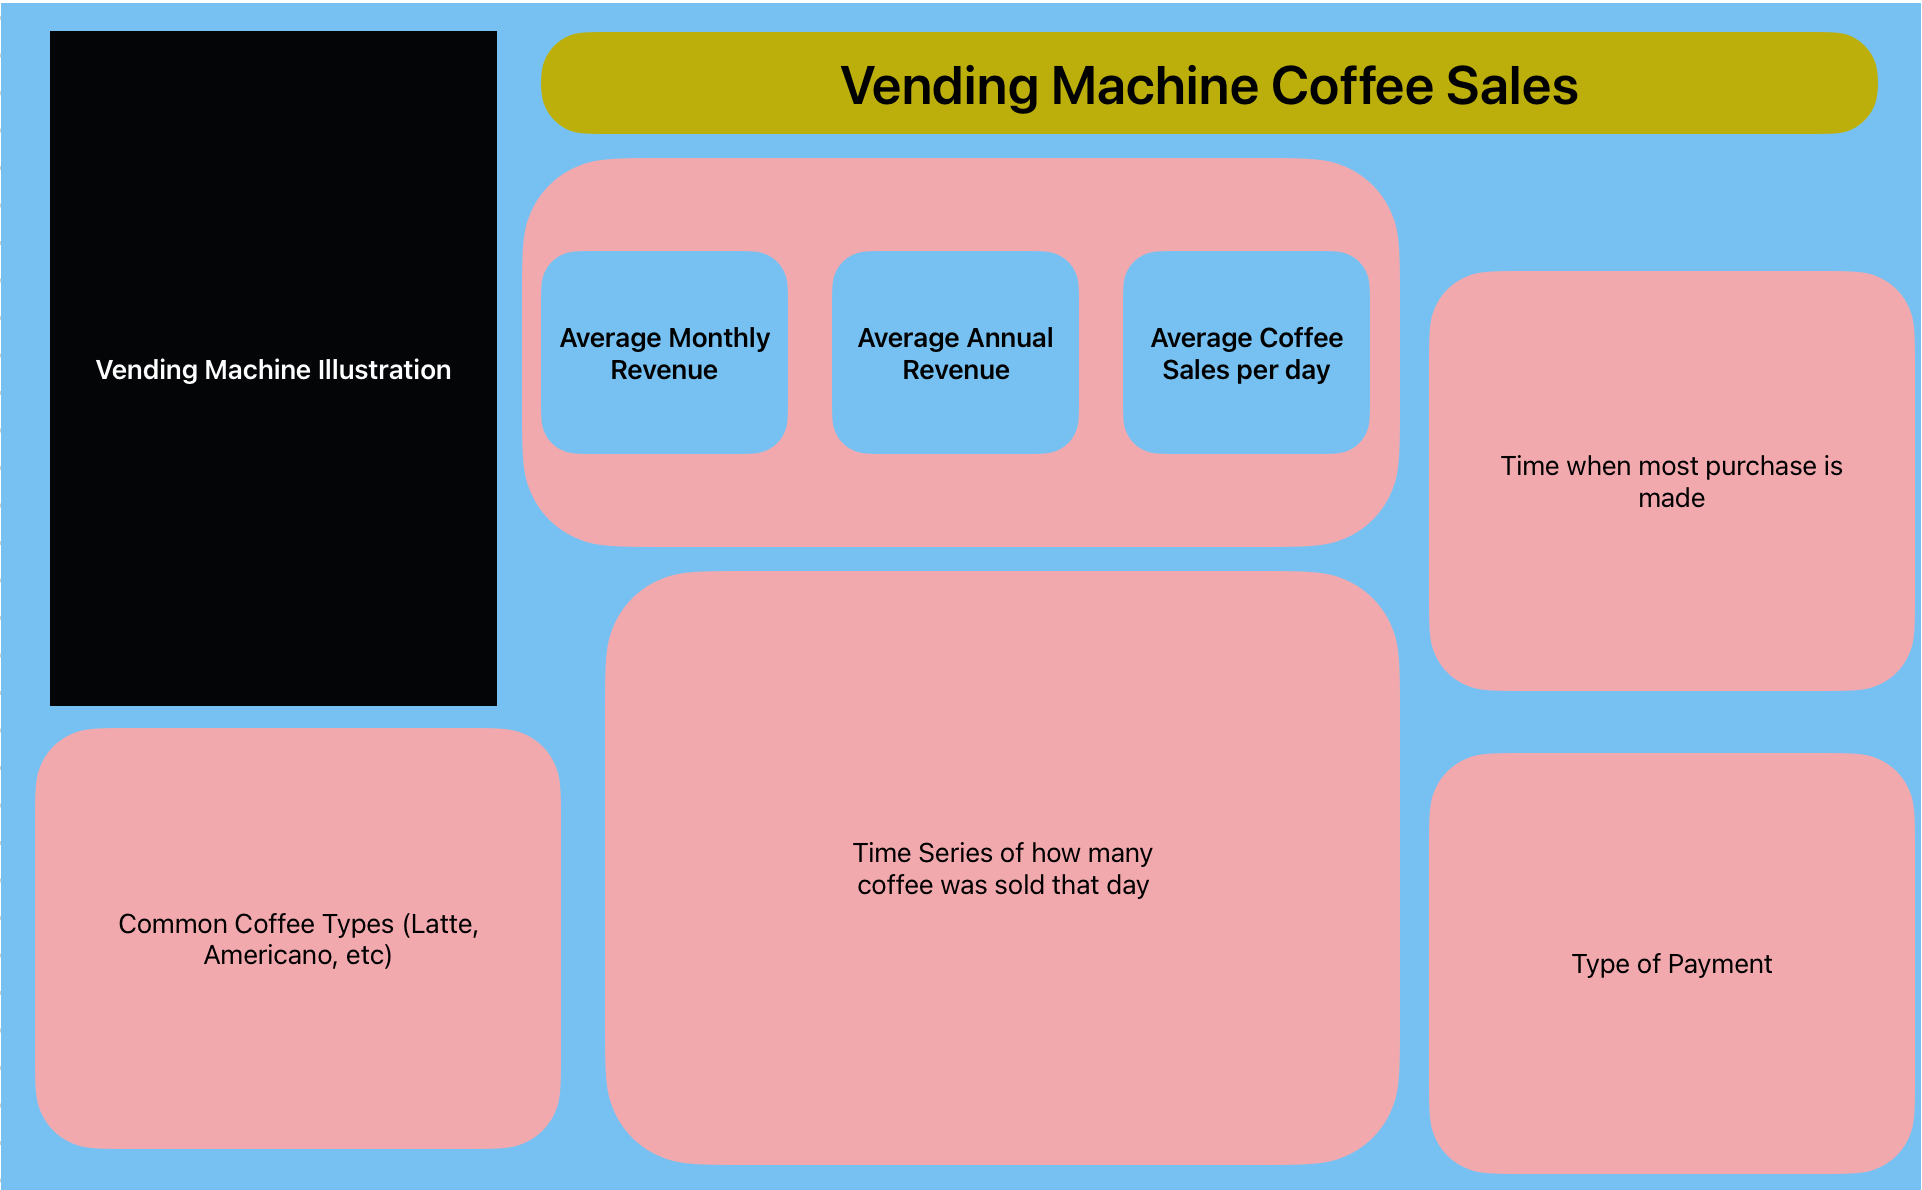 Vending Machine Coffee Sales
Vending Machine Illustration
Average Monthly
Revenue
Average Annual
Revenue
Average Coffee
Sales per day
Time when most purchase is
made
Time Series of how many
coffee was sold that day
Common Coffee Types (Latte,
Americano, etc)
Type of Payment